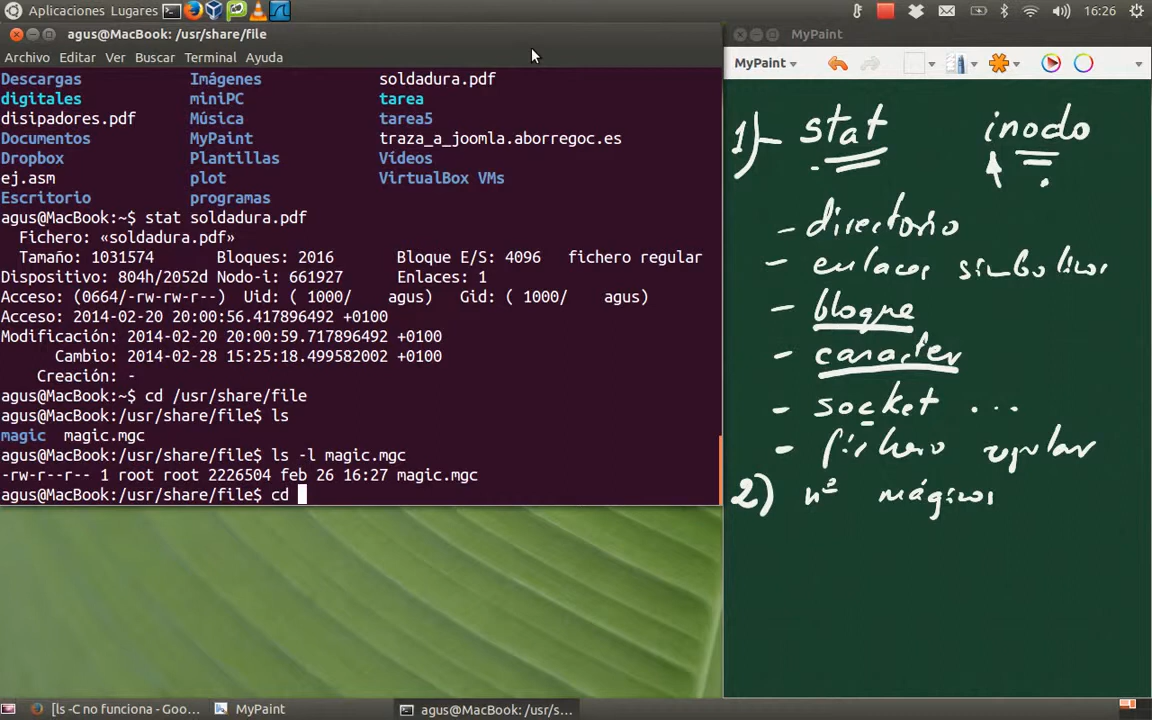 Aplicaciones Lugares 16:26
agus@MacBook: /usr/share/file
Archivo Editar Ver Buscar Terminal Ayuda
Descargas Imágenes soldadura.pdf
digitales miniPC tarea
disipadores.pdf Música tarea5
Documentos MyPaint traza_a_joomla.aborregoc.es
Dropbox Plantillas Vídeos
ej.asm plot VirtualBox VMs
Escritorio programas
agus@MacBook:~$ stat soldadura.pdf
Fichero: «soldadura.pdf»
Tamaño: 1031574 Bloques: 2016 Bloque E/S: 4096 fichero regular
Dispositivo: 804h/2052d Nodo-i: 661927 Enlaces: 1
Acceso: (0664/-rw-rw-r--) Uid: ( 1000/ agus) Gid: ( 1000/ agus)
Acceso: 2014-02-20 20:00:56.417896492 +0100
Modificación: 2014-02-20 20:00:59.717896492 +0100
Cambio: 2014-02-28 15:25:18.499582002 +0100
Creación: -
agus@MacBook:~$ cd /usr/share/file
agus@MacBook:/usr/share/file$ ls
magic magic.mgc
agus@MacBook:/usr/share/file$ ls -l magic.mgc
-rw-r--r-- 1 root root 2226504 feb 26 16:27 magic.mgc
agus@MacBook:/usr/share/file$ cd
MyPaint
MyPaint
1)- stat inodo
- directorio
- enlaces simbolicos
- bloque
- caracter
- socket ...
- fichero regular
2) nº mágicos
[ls -C no funciona - Goo... MyPaint agus@MacBook: /usr/s...